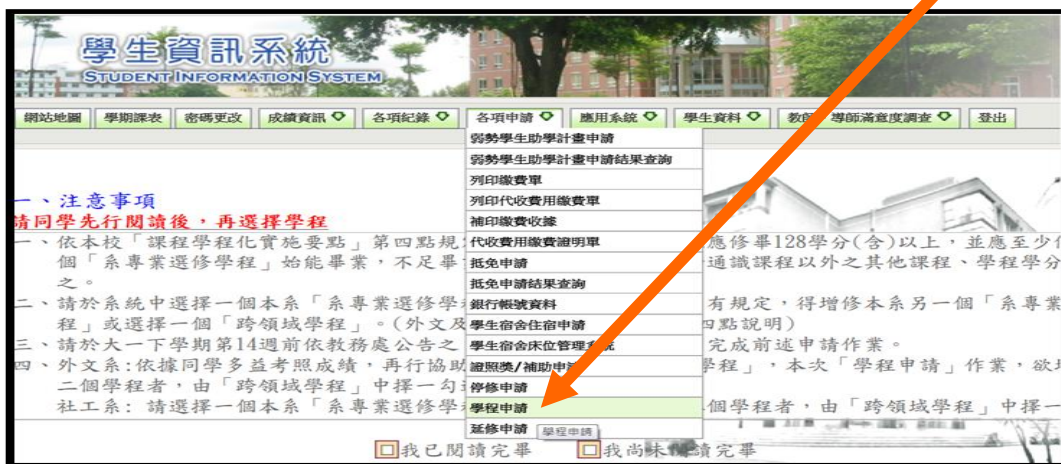 學生資訊系統
STUDENT INFORMATION SYSTEM
網站地圖 學期課表 密碼更改 成績資訊 各項紀錄 各項申請 應用系統 學生資料 教師 導師滿意度調查 登出
弱勢學生助學計畫申請
弱勢學生助學計畫申請結果查詢
列印繳費單
列印代收費用繳費單
補印繳費收據
代收費用繳費證明單
抵免申請
抵免申請結果查詢
銀行帳號資料
學生宿舍住宿申請
學生宿舍床位管理系統
證照獎/補助申
停修申請
學程申請
延修申請 學程申請
一、注意事項
請同學先行閱讀後，再選擇學程
一、依本校「課程學程化實施要點」第四點規 應修畢128學分(含)以上，並應至少
個「系專業選修學程」始能畢業，不足畢 通識課程以外之其他課程、學程學分
之。
二、請於系統中選擇一個本系「系專業選修學 有規定，得增修本系另一個「系專業
程」或選擇一個「跨領域學程」。(外文及 四點說明)
三、請於大一下學期第14週前依教務處公告之 完成前述申請作業。
四、外文系:依據同學多益考照成績，再行協助 學程」，本次「學程申請」作業，欲
二個學程者，由「跨領域學程」中擇一勾
社工系: 請選擇一個本系「系專業選修學 個學程者，由「跨領域學程」中擇一
我已閱讀完畢 我尚未閱讀完畢